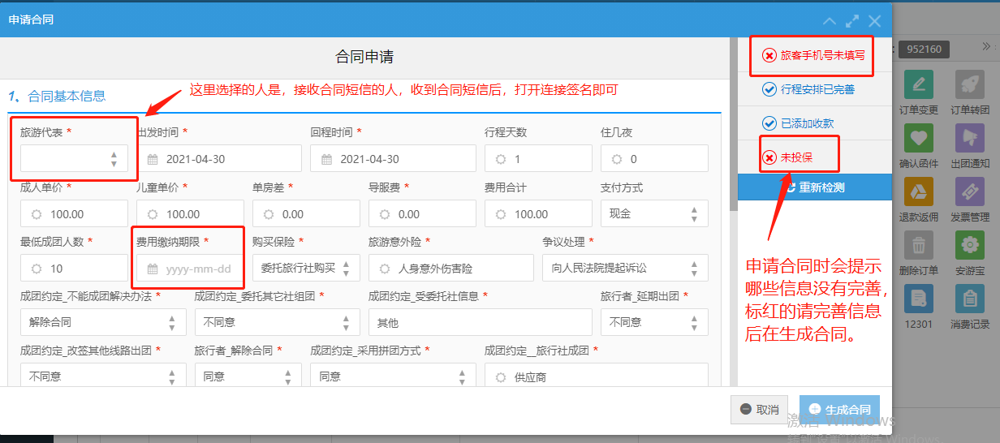 申请合同
合同申请
1、合同基本信息
这里选择的人是，接收合同短信的人，收到合同短信后，打开连接签名即可
旅游代表 * 出发时间 * 回程时间 * 行程天数 住几夜
2021-04-30 2021-04-30 1 0
成人单价 * 儿童单价 * 单房差 * 导服费 * 费用合计 支付方式
100.00 100.00 0.00 0.00 100.00 现金
最低成团人数 * 费用缴纳期限 * 购买保险 * 旅游意外险 * 争议处理 *
10 yyyy-mm-dd 委托旅行社购买 人身意外伤害险 向人民法院提起诉讼
成团约定_不能成团解决办法 * 成团约定_委托其它社组团 * 成团约定_受委托社信息 * 旅行者_延期出团 *
解除合同 不同意 其他 不同意
成团约定_改签其他线路出团 * 旅行者_解除合同 * 成团约定_采用拼团方式 * 成团约定__旅行社成团 *
不同意 同意 同意 供应商
旅客手机号未填写
行程安排已完善
已添加收款
未投保
重新检测
申请合同时会提示
哪些信息没有完善，
标红的请完善信息
后在生成合同。
取消 生成合同
952160
订单变更 订单转团
确认函件 出团通知
退款返佣 发票管理
删除订单 安游宝
12301 消费记录
激活 Windows